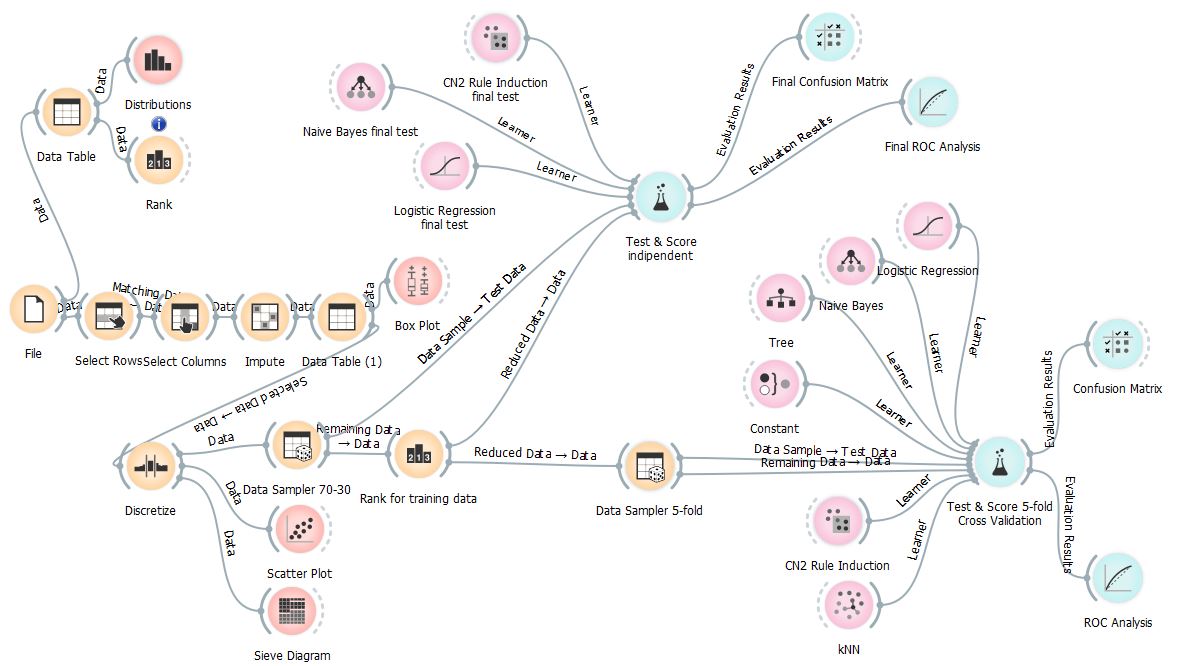 Data
Distributions
Data Table
Data
Rank
Data
CN2 Rule Induction
final test
Learner
Naive Bayes final test
Learner
Logistic Regression
final test
Learner
Test & Score
indipendent
Evaluation Results
Final Confusion Matrix
Evaluation Results
Final ROC Analysis
File
Data
Select Rows
Matching Data
→ Data
Select Columns
Data
Impute
Data
Data Table (1)
Data
Box Plot
Selected Data → Data
Discretize
Data
Data Sampler 70-30
Data
Scatter Plot
Data
Sieve Diagram
Data Sample → Test Data
Remaining Data
→ Data
Rank for training data
Reduced Data → Data
Reduced Data → Data
Data Sampler 5-fold
Data Sample → Test Data
Remaining Data → Data
Logistic Regression
Learner
Naive Bayes
Learner
Tree
Learner
Constant
Learner
Test & Score 5-fold
Cross Validation
CN2 Rule Induction
Learner
kNN
Learner
Evaluation Results
Confusion Matrix
Evaluation Results
ROC Analysis